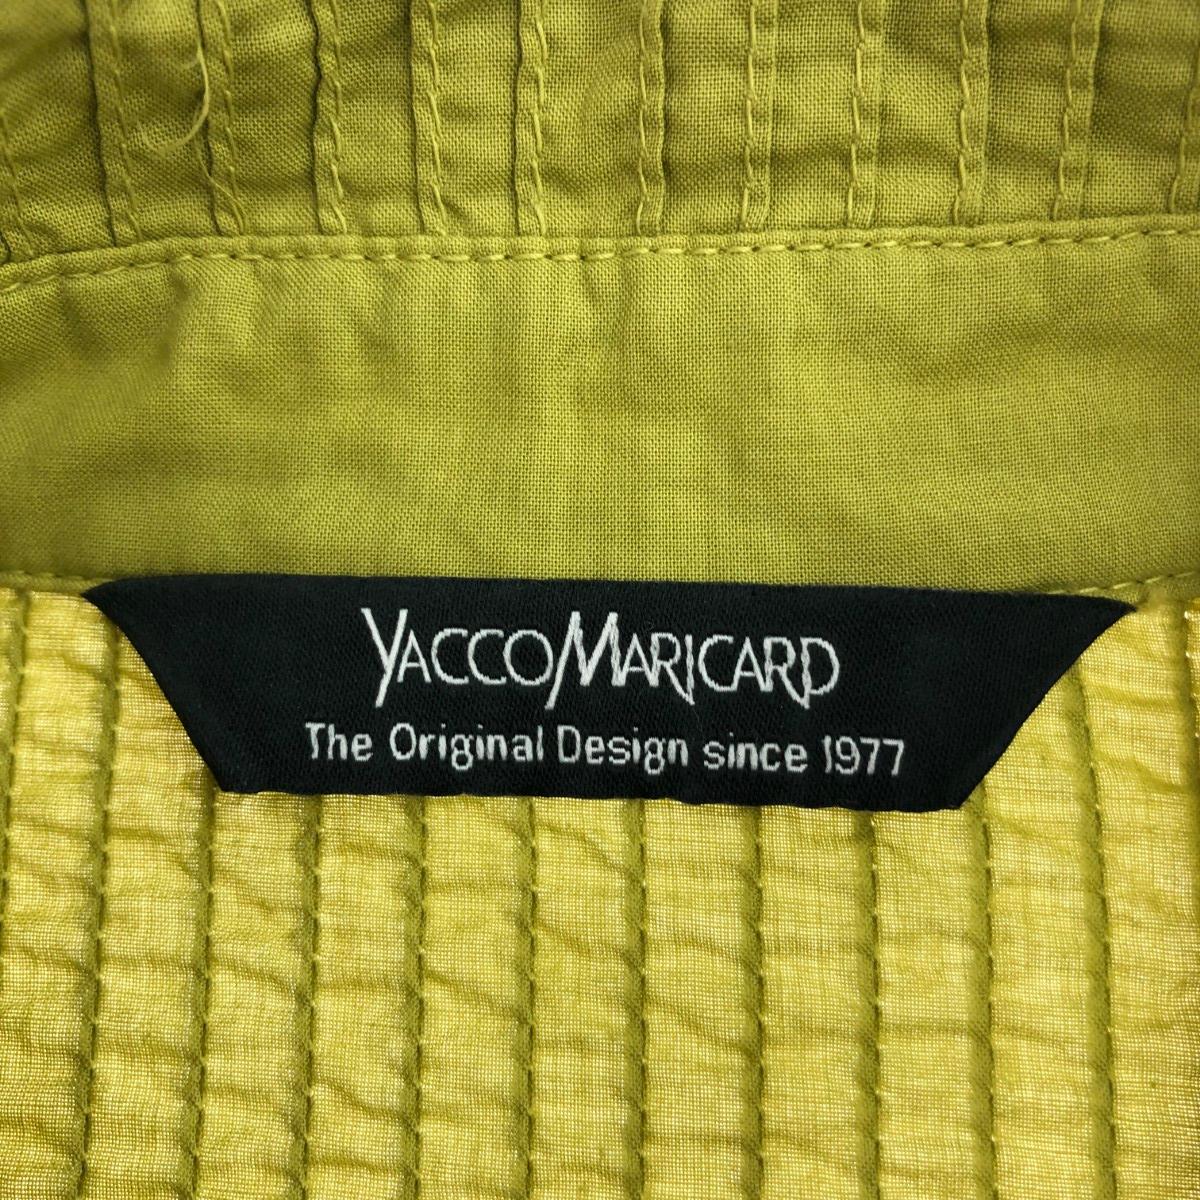 YACCOMARICARD
The Original Design since 1977